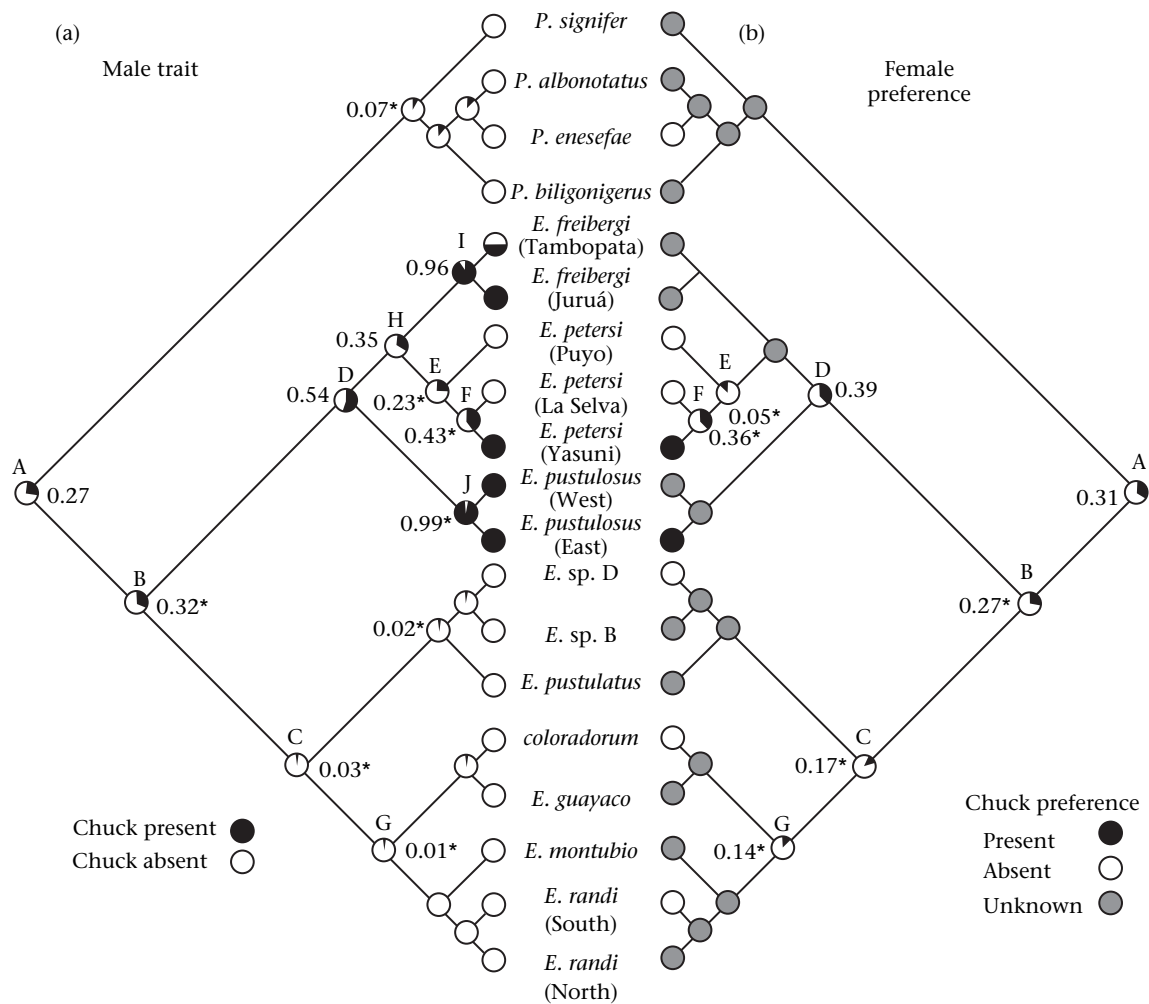 (a)
Male trait
P. signifer
(b)
Female
preference
P. albonotatus
0.07*
P. enesefae
P. biligonigerus
E. freibergi
(Tambopata)
I
0.96
E. freibergi
(Juruá)
H
0.35
E. petersi
(Puyo)
E
0.23*
D
0.54
E. petersi
(La Selva)
F
0.43*
E. petersi
(Yasuni)
E
0.05*
F
0.36*
D
0.39
J
0.99*
E. pustulosus
(West)
E. pustulosus
(East)
A
0.27
A
0.31
B
0.32*
E. sp. D
E. sp. B
0.02*
E. pustulatus
B
0.27*
C
0.03*
coloradorum
E. guayaco
C
0.17*
Chuck present
Chuck absent
G
0.01*
E. montubio
E. randi
(South)
E. randi
(North)
G
0.14*
Chuck preference
Present
Absent
Unknown